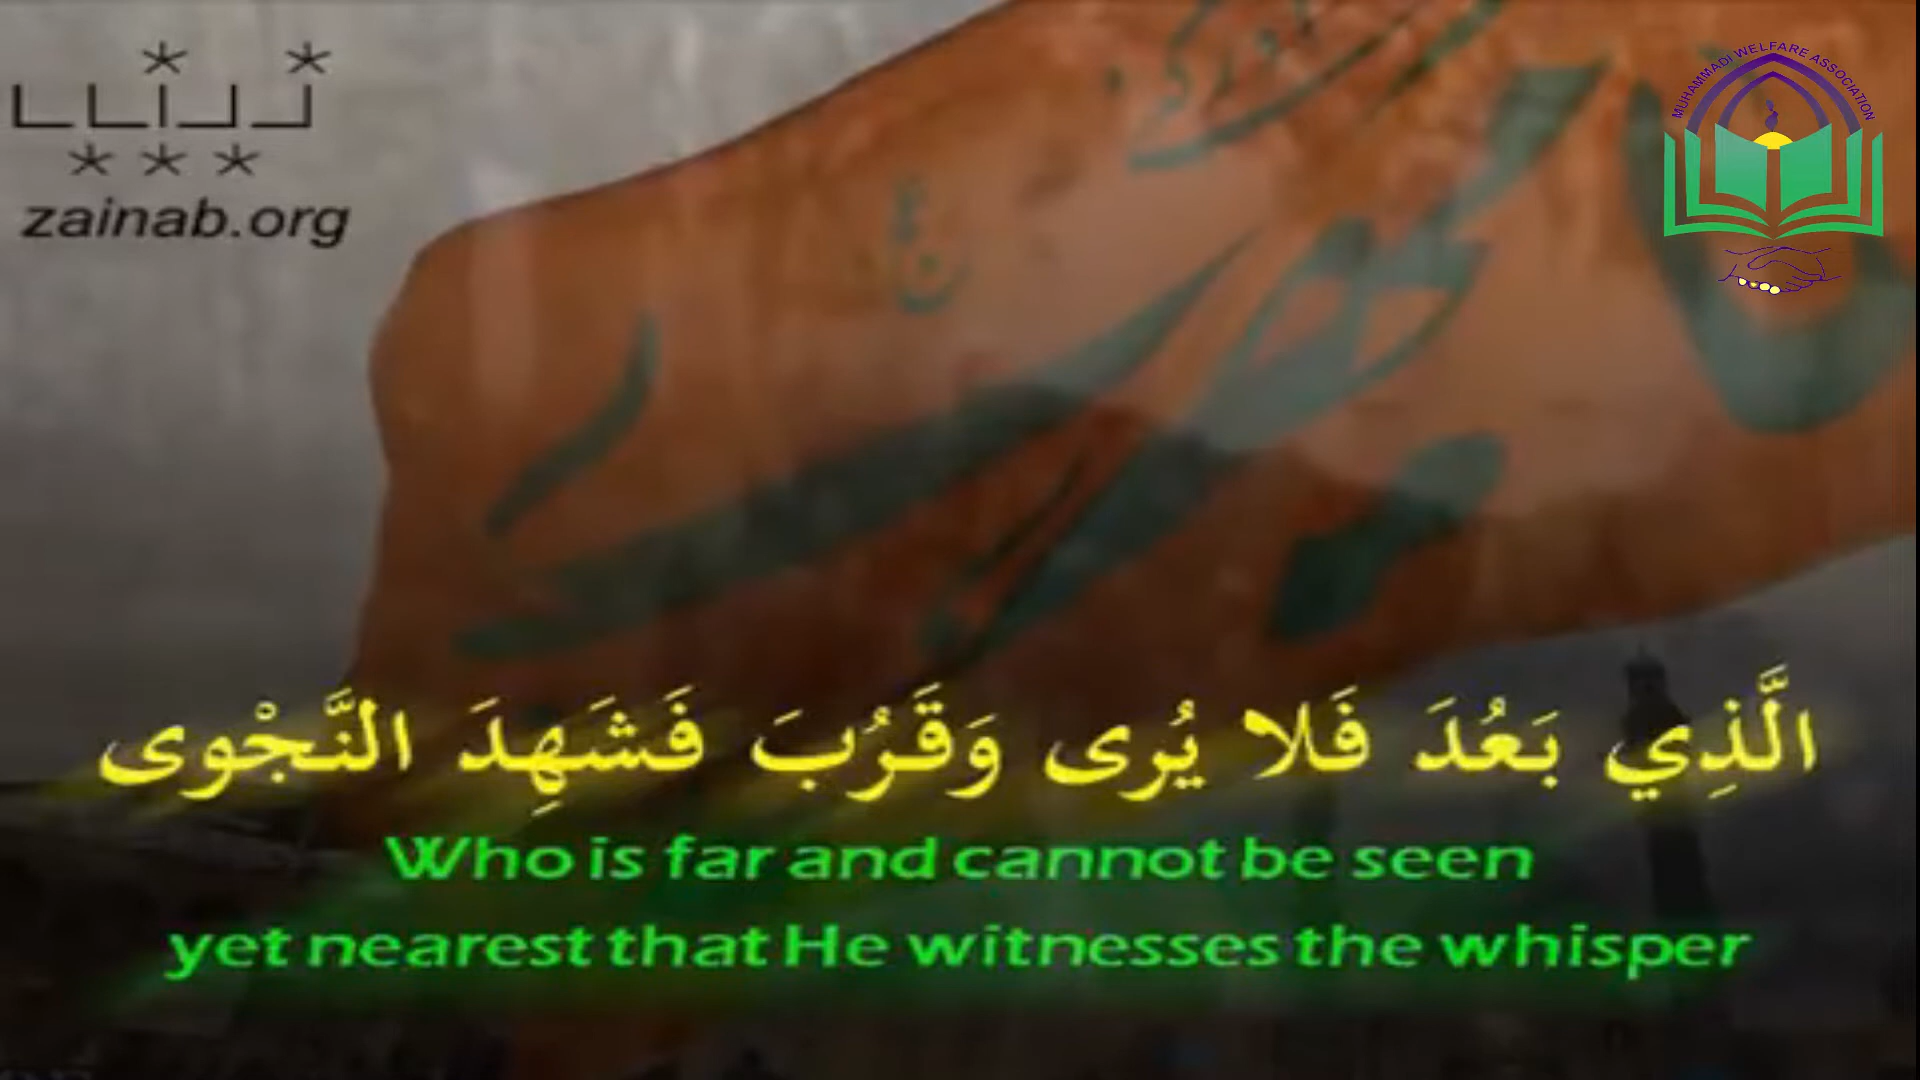 zainab.org
MUHAMMADI WELFARE ASSOCIATION
الَّذِي بَعُدَ فَلا يُرى وَقَرُبَ فَشَهِدَ النَّجْوى
Who is far and cannot be seen
yet nearest that He witnesses the whisper